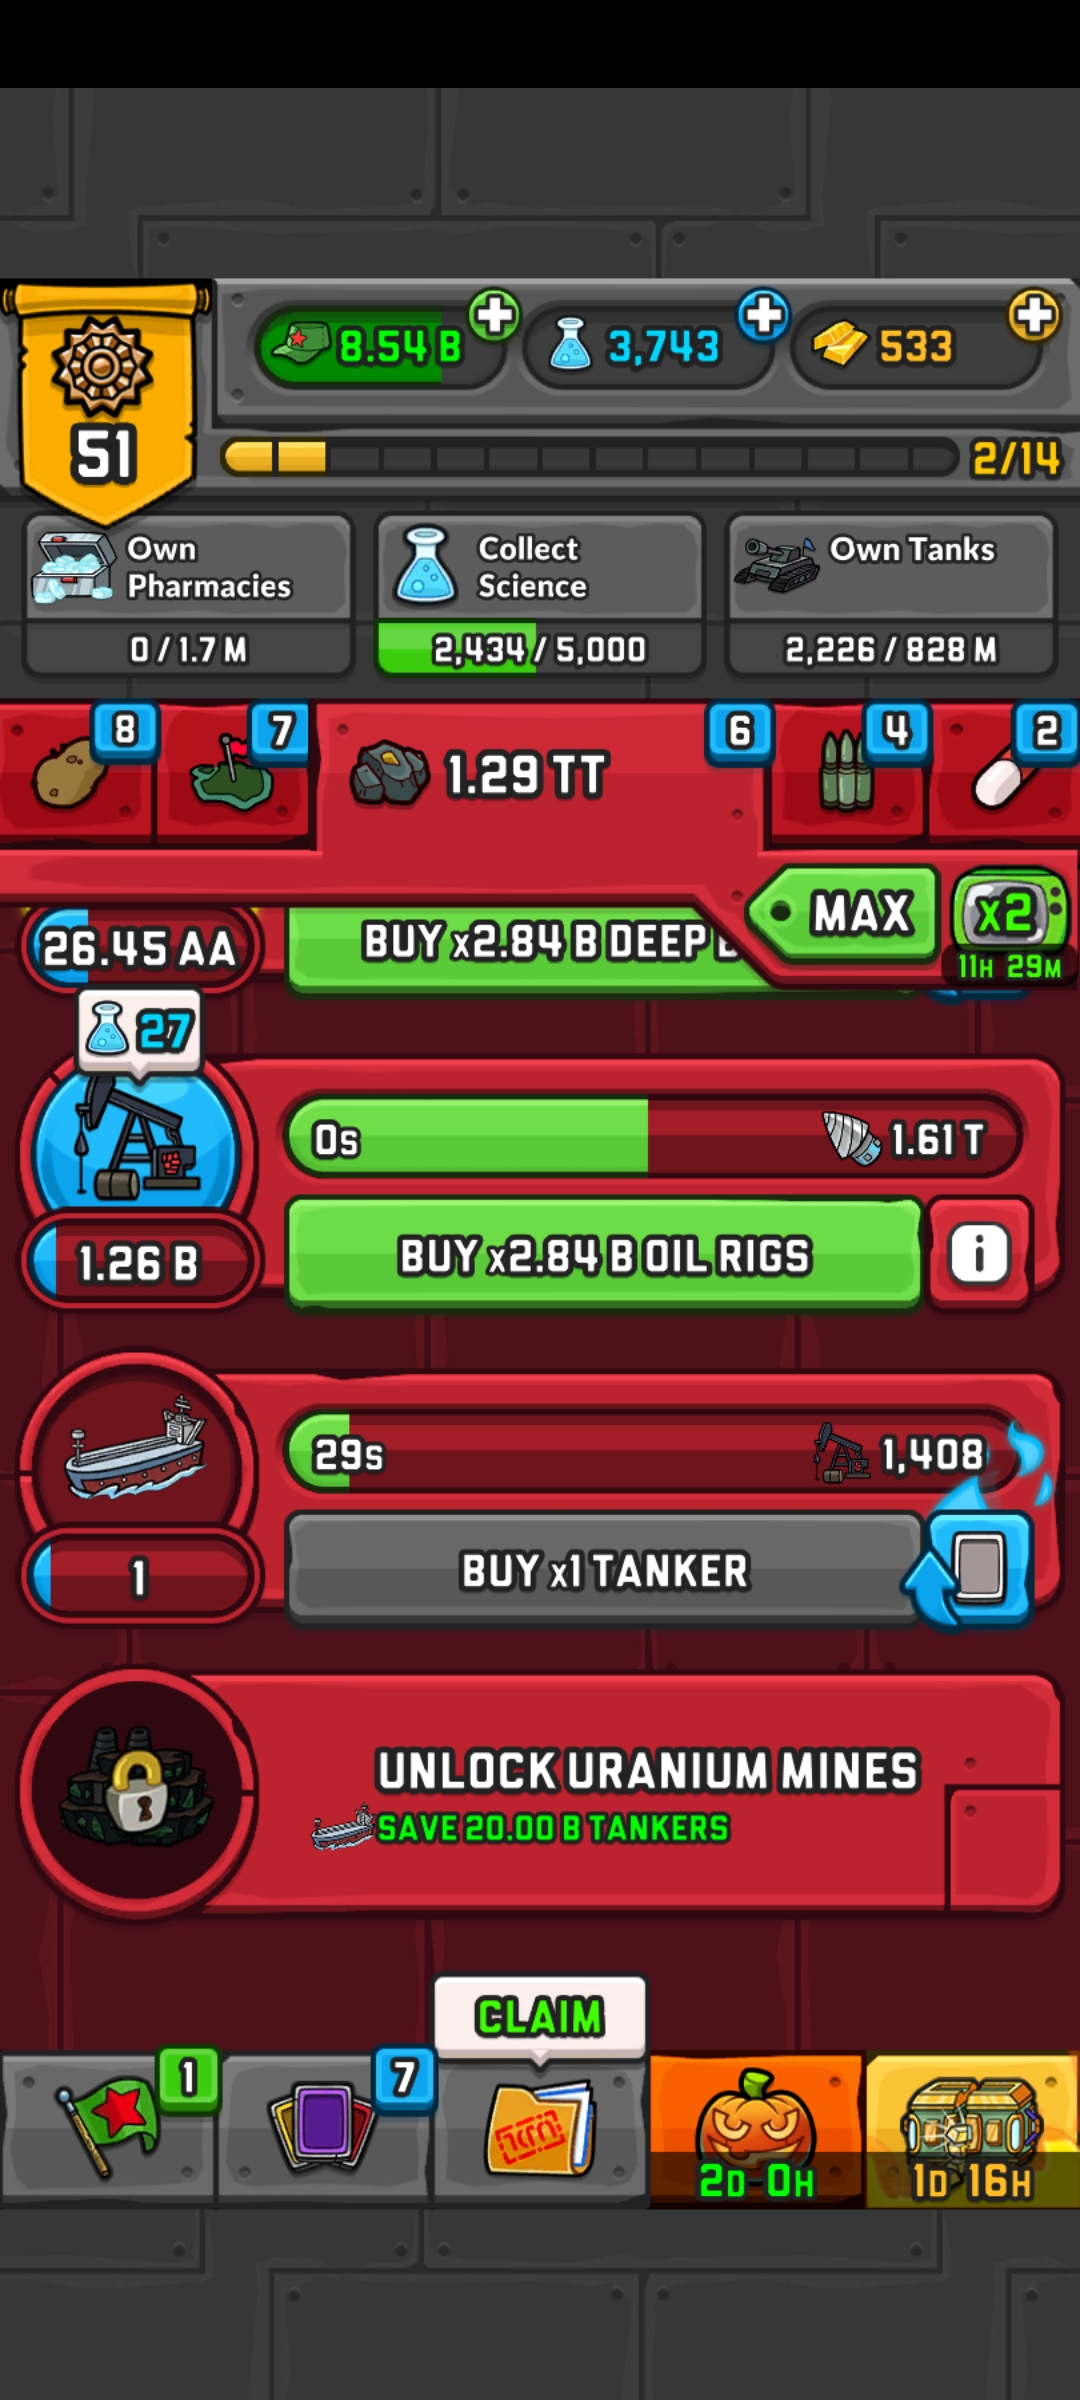 8.54 B
3,743
533
51
2/14
Own
Pharmacies
0 / 1.7 M
Collect
Science
2,434 / 5,000
Own Tanks
2,226 / 828 M
8
7
1.29 TT
6
4
2
MAX
x2
11H 29M
26.45 AA
BUY x2.84 B DEEP
27
0s
1.61 T
1.26 B
BUY x2.84 B OIL RIGS
i
29s
1,408
1
BUY x1 TANKER
UNLOCK URANIUM MINES
SAVE 20.00 B TANKERS
CLAIM
1
7
2D 0H
1D 16H